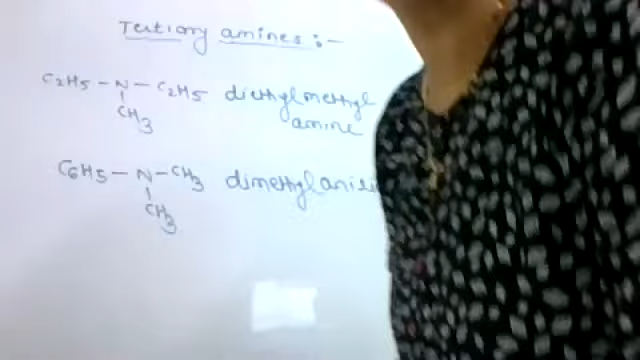 Tertiary amines :-
C2H5 - N - C2H5 diethylmethyl
CH3 amine
C6H5 - N - CH3
CH3